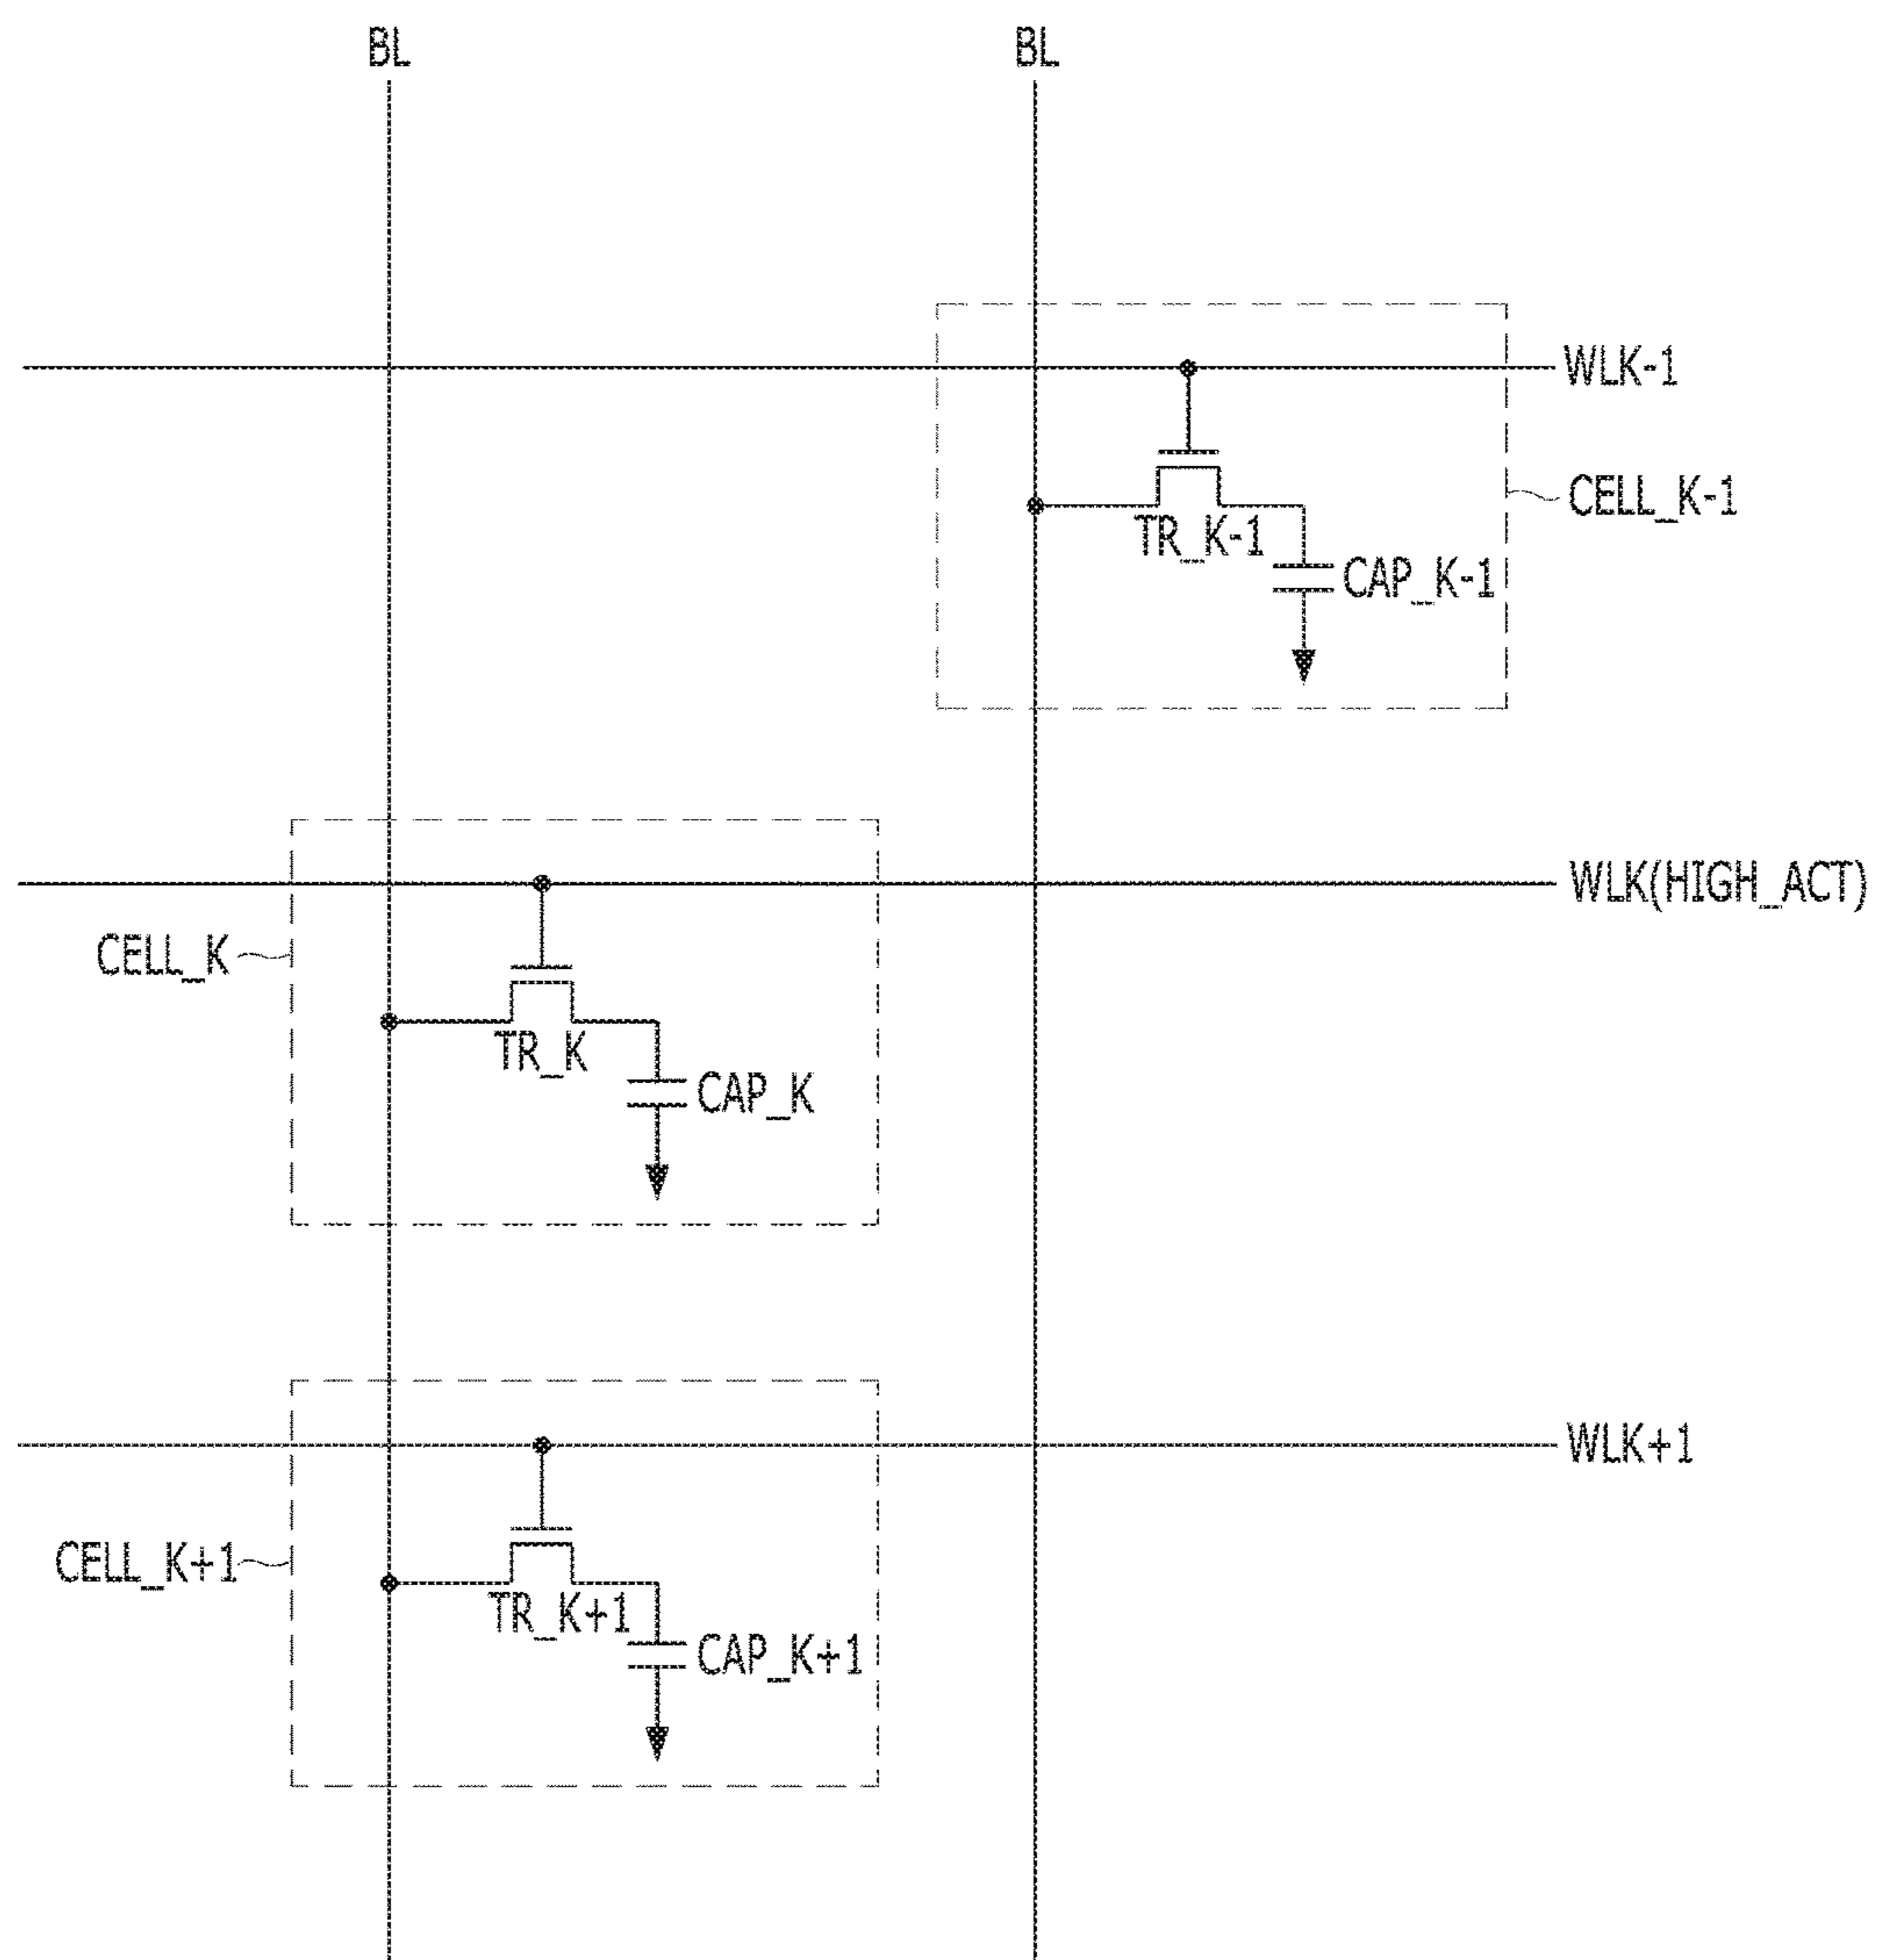 BL
BL
WLK-1
CELL_K-1
TR_K-1
CAP_K-1
WLK(HIGH_ACT)
CELL_K
TR_K
CAP_K
WLK+1
CELL_K+1
TR_K+1
CAP_K+1